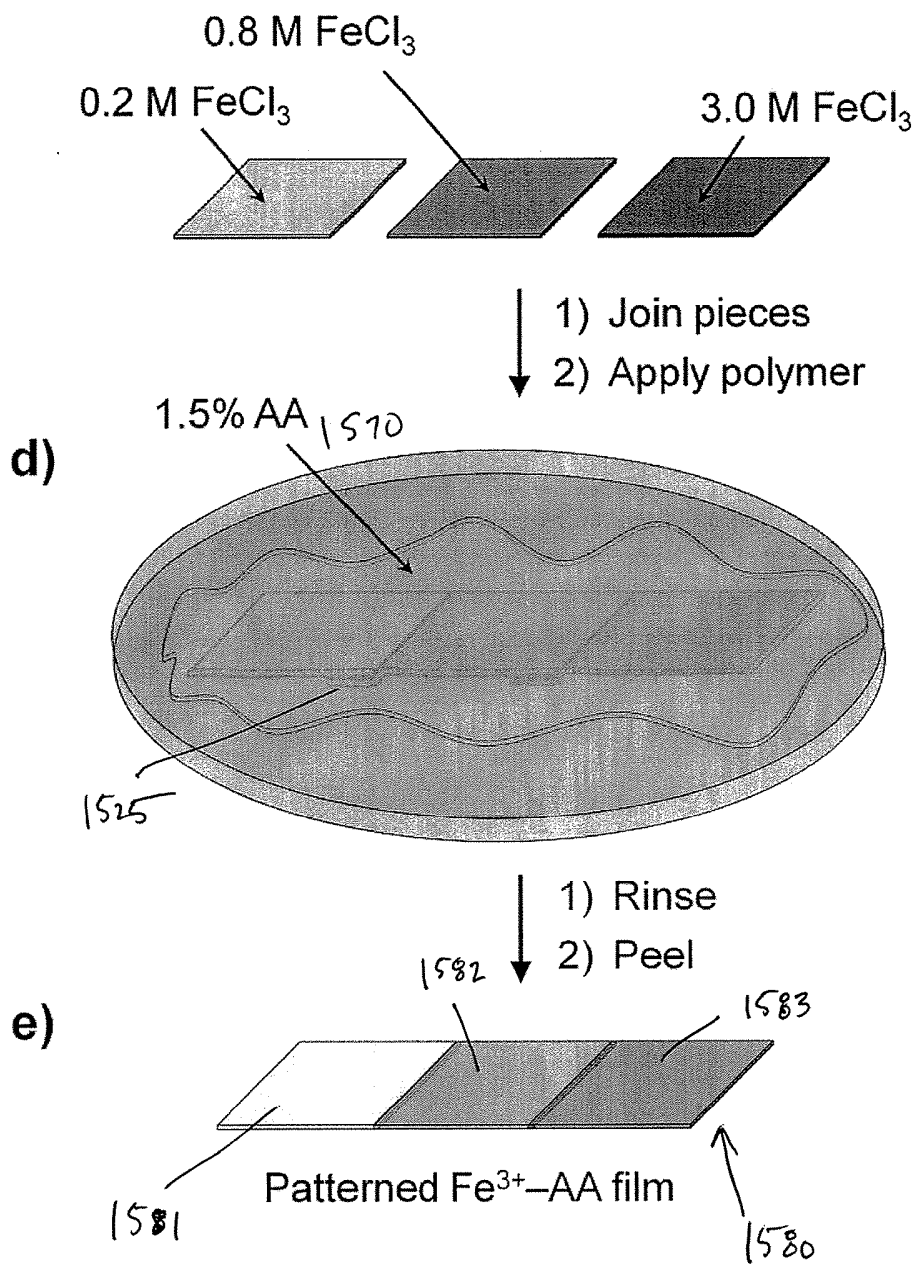 0.8 M FeCl₃
0.2 M FeCl₃
3.0 M FeCl₃
1) Join pieces
2) Apply polymer
1.5% AA 1570
d)
1525
1) Rinse
2) Peel
1582
e)
1583
Patterned Fe³⁺–AA film
1581
1580